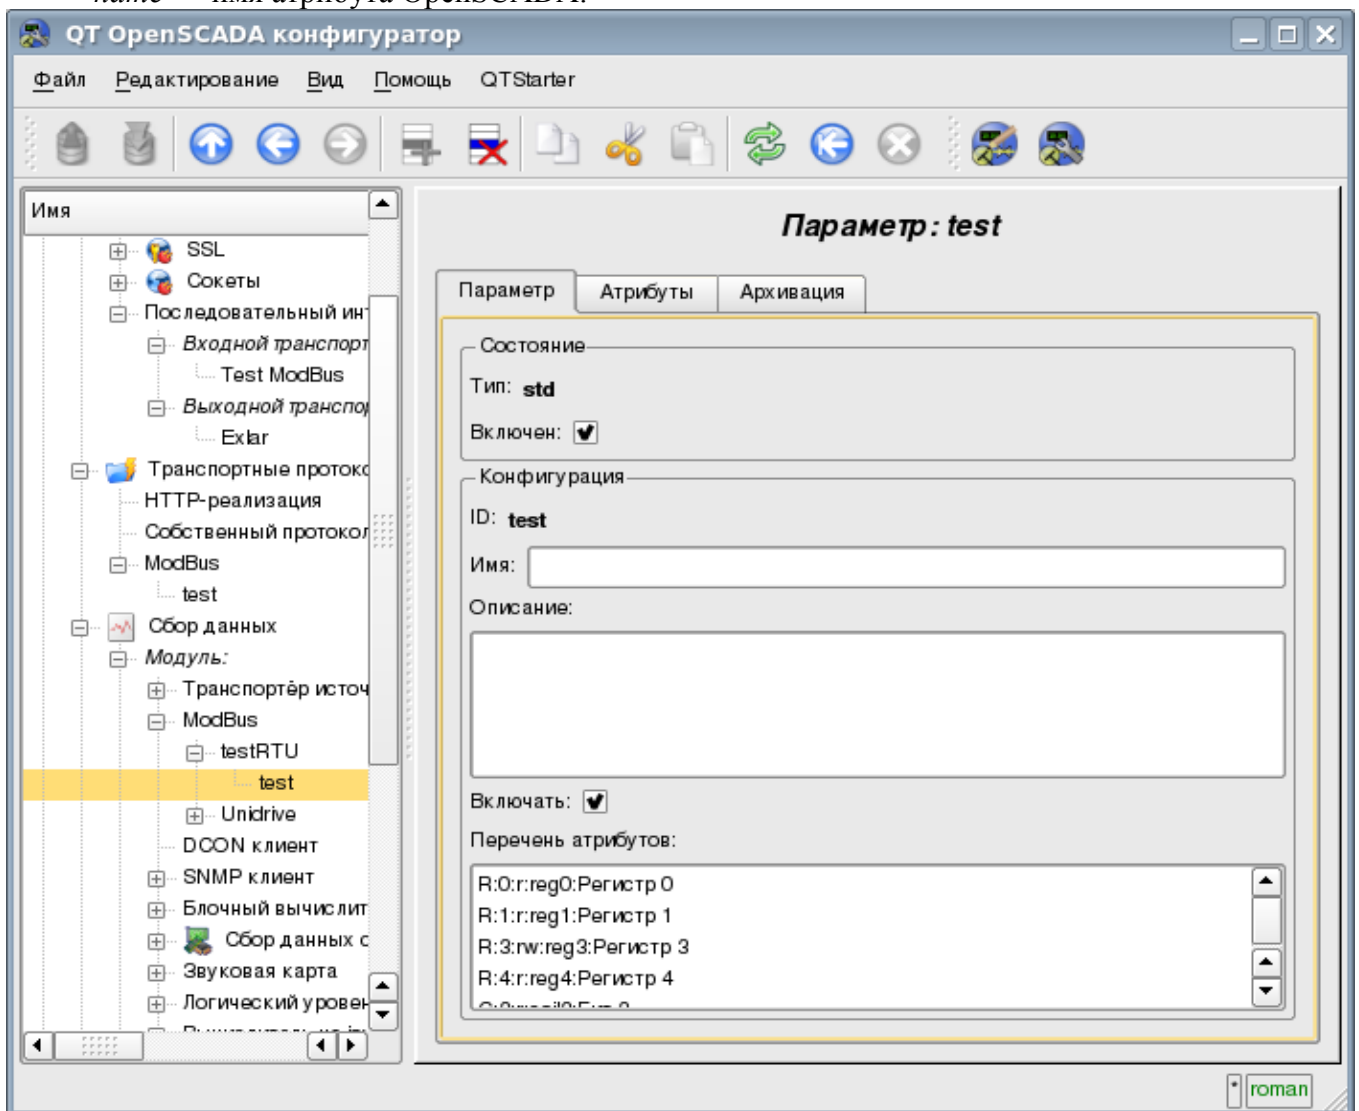 QT OpenSCADA конфигуратор
Файл Редактирование Вид Помощь QTStarter
Имя
SSL
Сокеты
Последовательный инт
Входной транспорт
Test ModBus
Выходной транспор
Exlar
Транспортные протоко
HTTP-реализация
Собственный протокол
ModBus
test
Сбор данных
Модуль:
Транспортёр источ
ModBus
testRTU
test
Unidrive
DCON клиент
SNMP клиент
Блочный вычислит
Сбор данных с
Звуковая карта
Логический уровен
Параметр: test
Параметр Атрибуты Архивация
Состояние
Тип: std
Включен:
Конфигурация
ID: test
Имя:
Описание:
Включать:
Перечень атрибутов:
R:0:r:reg0:Регистр 0
R:1:r:reg1:Регистр 1
R:3:rw:reg3:Регистр 3
R:4:r:reg4:Регистр 4
* roman